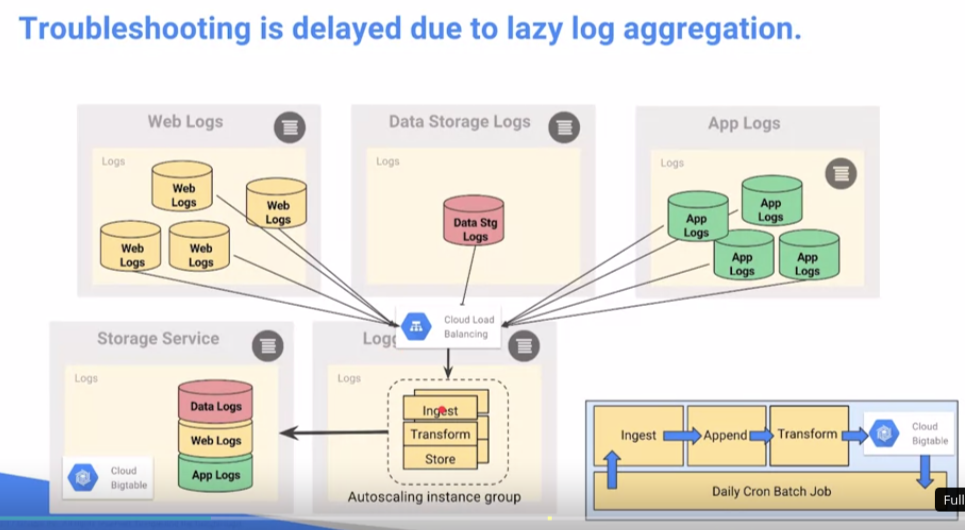 Troubleshooting is delayed due to lazy log aggregation.
Web Logs
Data Storage Logs
App Logs
Logs
Logs
Logs
Web
Logs
Web
Logs
Web
Logs
Web
Logs
Data Stg
Logs
App
Logs
App
Logs
App
Logs
App
Logs
Cloud Load
Balancing
Storage Service
Logg
Logs
Logs
Data Logs
Web Logs
App Logs
Cloud
Bigtable
Ingest
Transform
Store
Autoscaling instance group
Ingest
Append
Transform
Cloud
Bigtable
Daily Cron Batch Job
Full